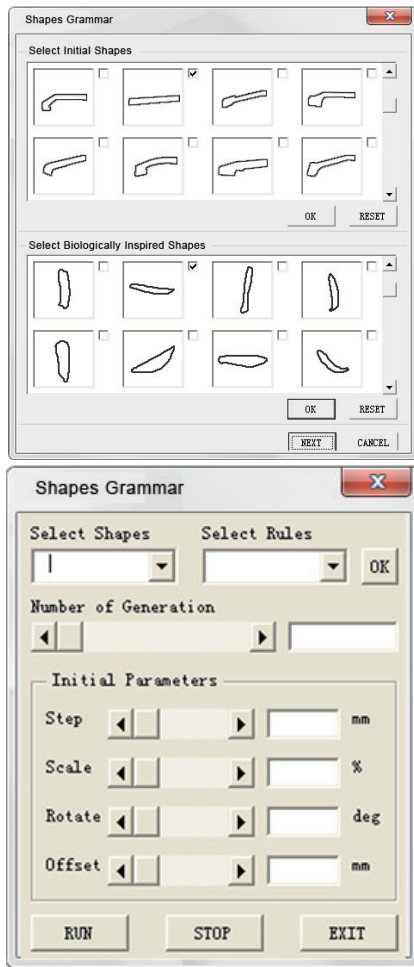 Shapes Grammar
Select Initial Shapes
OK RESET
Select Biologically Inspired Shapes
OK RESET
NEXT CANCEL
Shapes Grammar
Select Shapes Select Rules
OK
Number of Generation
Initial Parameters
Step mm
Scale %
Rotate deg
Offset mm
RUN STOP EXIT